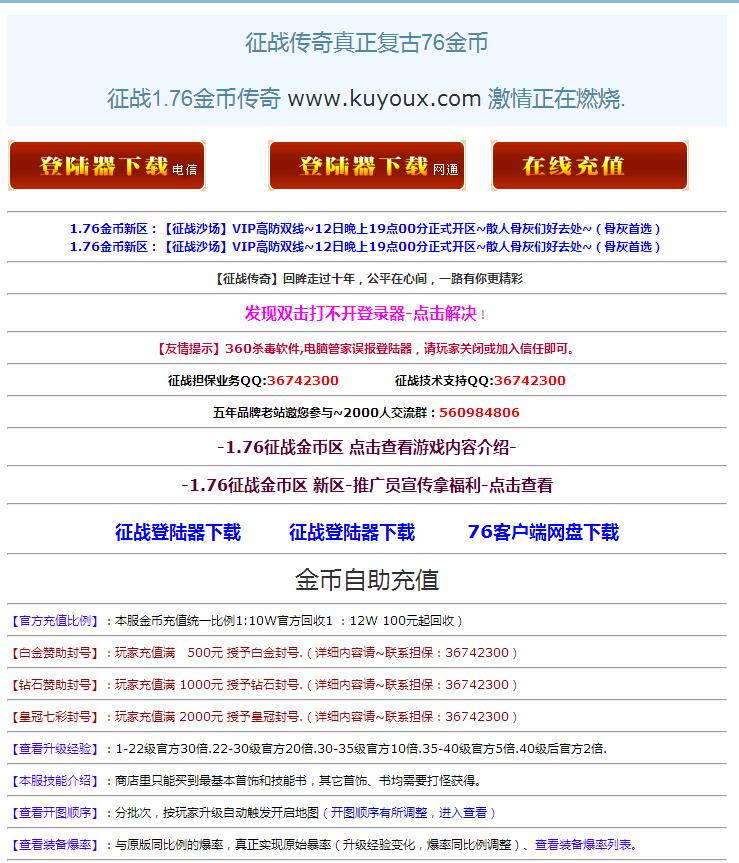 征战传奇真正复古76金币
征战1.76金币传奇 www.kuyoux.com 激情正在燃烧.
登陆器下载电信 登陆器下载网通 在线充值
1.76金币新区：【征战沙场】VIP高防双线~12日晚上19点00分正式开区~散人骨灰们好去处~（骨灰首选）
1.76金币新区：【征战沙场】VIP高防双线~12日晚上19点00分正式开区~散人骨灰们好去处~（骨灰首选）
【征战传奇】回眸走过十年，公平在心间，一路有你更精彩
发现双击打不开登录器-点击解决！
【友情提示】360杀毒软件,电脑管家误报登陆器，请玩家关闭或加入信任即可。
征战担保业务QQ:36742300 征战技术支持QQ:36742300
五年品牌老站邀您参与~2000人交流群：560984806
-1.76征战金币区 点击查看游戏内容介绍-
-1.76征战金币区 新区-推广员宣传拿福利-点击查看
征战登陆器下载 征战登陆器下载 76客户端网盘下载
金币自助充值
【官方充值比例】：本服金币充值统一比例1:10W官方回收1 ：12W 100元起回收）
【白金赞助封号】：玩家充值满 500元 授予白金封号.（详细内容请~联系担保：36742300）
【钻石赞助封号】：玩家充值满 1000元 授予钻石封号.（详细内容请~联系担保：36742300）
【皇冠七彩封号】：玩家充值满 2000元 授予皇冠封号.（详细内容请~联系担保：36742300）
【查看升级经验】：1-22级官方30倍.22-30级官方20倍.30-35级官方10倍.35-40级官方5倍.40级后官方2倍.
【本服技能介绍】：商店里只能买到最基本首饰和技能书，其它首饰、书均需要打怪获得。
【查看开图顺序】：分批次，按玩家升级自动触发开启地图（开图顺序有所调整，进入查看）
【查看装备爆率】：与原版同比例的爆率，真正实现原始暴率（升级经验变化，爆率同比例调整）、查看装备爆率列表。